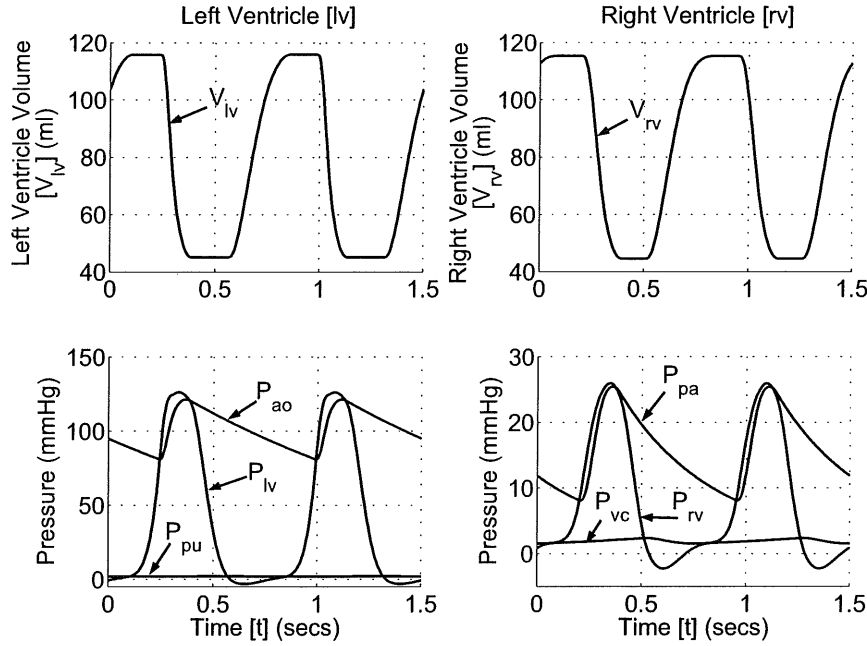 Left Ventricle [lv]
Left Ventricle Volume
[V_lv] (ml)
120
100
80
60
40
V_lv
0
0.5
1
1.5
Right Ventricle [rv]
Right Ventricle Volume
[V_rv] (ml)
120
100
80
60
40
V_rv
0
0.5
1
1.5
Pressure (mmHg)
150
100
50
0
P_ao
P_lv
P_pu
0
0.5
1
1.5
Time [t] (secs)
Pressure (mmHg)
30
20
10
0
P_pa
P_vc
P_rv
0
0.5
1
1.5
Time [t] (secs)